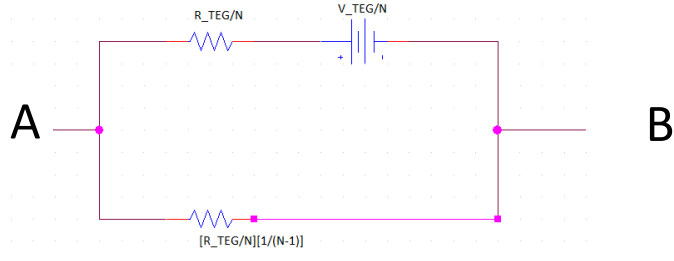 R_TEG/N
V_TEG/N
+
A
B
[R_TEG/N][1/(N-1)]